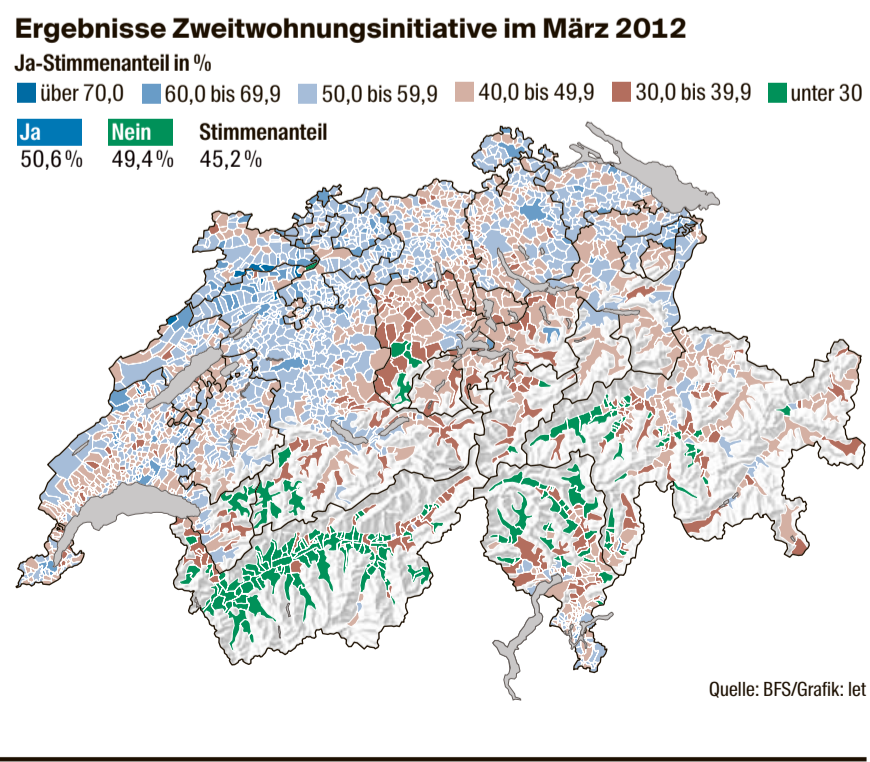 Ergebnisse Zweitwohnungsinitiative im März 2012
Ja-Stimmenanteil in %
über 70,0 60,0 bis 69,9 50,0 bis 59,9 40,0 bis 49,9 30,0 bis 39,9 unter 30
Ja Nein Stimmenanteil
50,6% 49,4% 45,2%
Quelle: BFS/Grafik: let